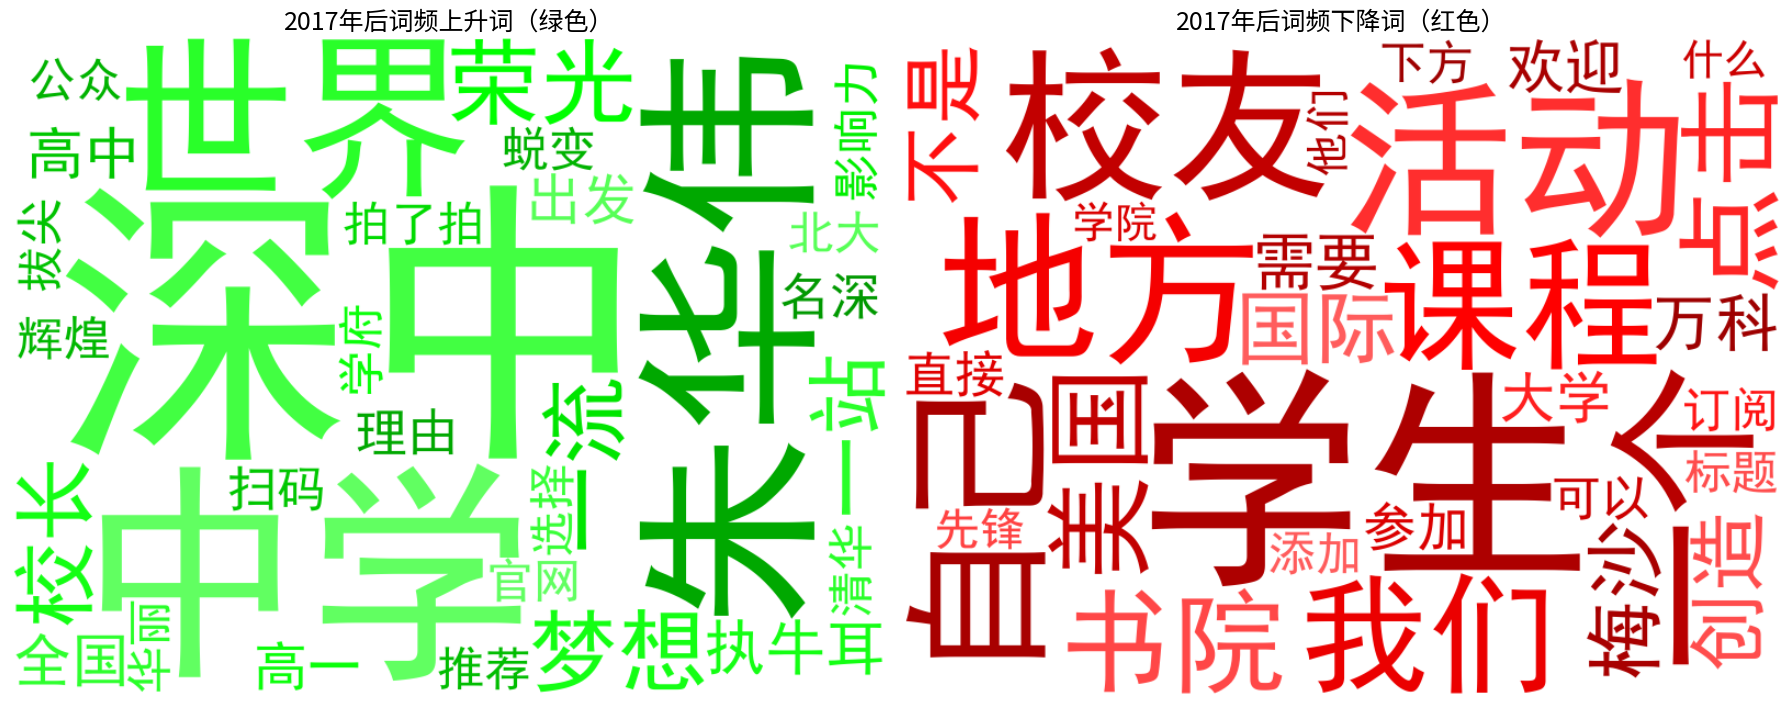 2017年后词频上升词（绿色）
公众
世界
荣光
朱华伟
影响力
高中
蜕变
出发
拔尖
深中
拍了拍
北大
名深
辉煌
学府
一站
理由
一流
校长
扫码
中学
选择
清华
官网
全国
华丽
高一
推荐
梦想
执牛耳
2017年后词频下降词（红色）
不是
校友
他们
下方
欢迎
什么
活动
点击
学院
地方
需要
国际
课程
万科
直接
自己
美国
学生
大学
一个
订阅
标题
先锋
添加
参加
可以
梅沙
创造
书院
我们